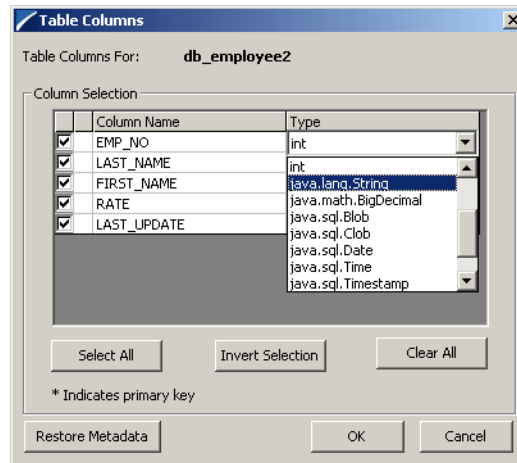 Table Columns
Table Columns For: db_employee2
Column Selection
Column Name Type
EMP_NO int
LAST_NAME int
FIRST_NAME java.lang.String
RATE java.math.BigDecimal
LAST_UPDATE java.sql.Blob
java.sql.Clob
java.sql.Date
java.sql.Time
java.sql.Timestamp
Select All Invert Selection Clear All
* Indicates primary key
Restore Metadata OK Cancel